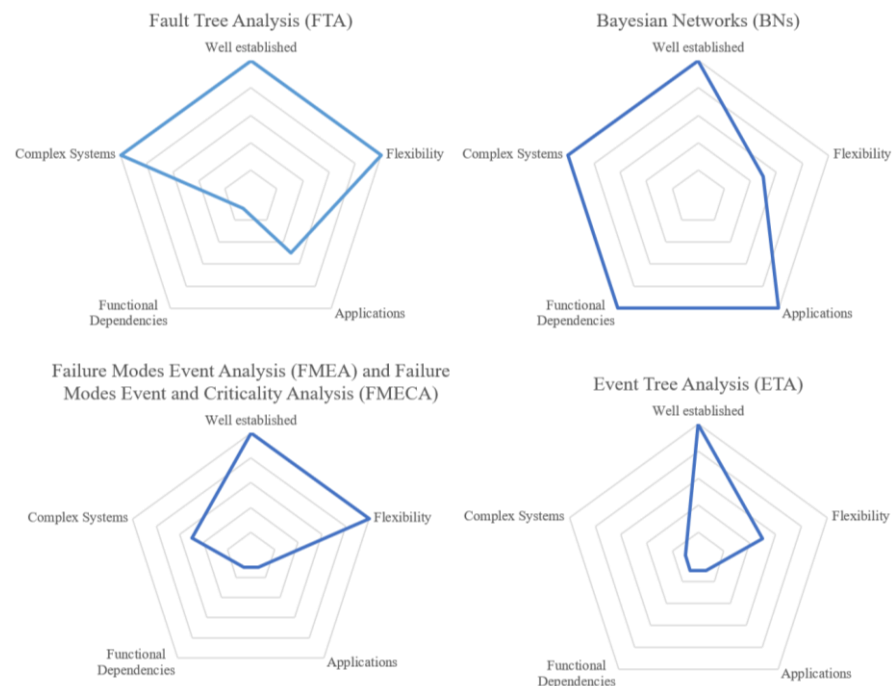 Fault Tree Analysis (FTA)
Well established
Complex Systems
Flexibility
Functional
Dependencies
Applications
Bayesian Networks (BNs)
Well established
Complex Systems
Flexibility
Functional
Dependencies
Applications
Failure Modes Event Analysis (FMEA) and Failure
Modes Event and Criticality Analysis (FMECA)
Well established
Complex Systems
Flexibility
Functional
Dependencies
Applications
Event Tree Analysis (ETA)
Well established
Complex Systems
Flexibility
Functional
Dependencies
Applications